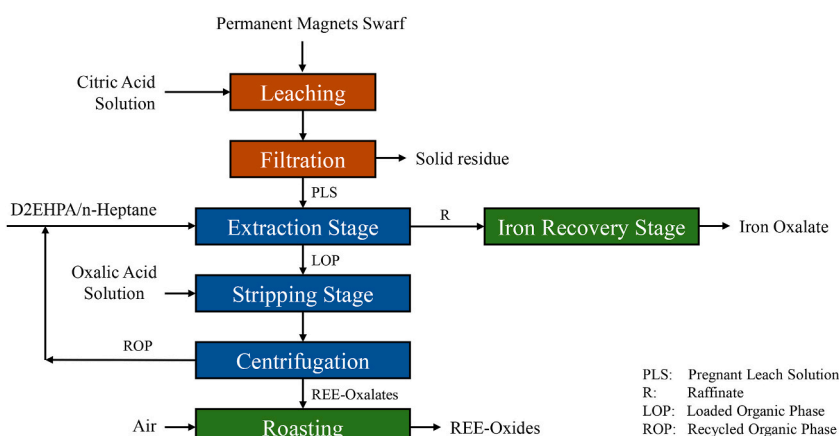 Permanent Magnets Swarf
Citric Acid
Solution
Leaching
Filtration
Solid residue
PLS
D2EHPA/n-Heptane
Extraction Stage
R
Iron Recovery Stage
Iron Oxalate
LOP
Oxalic Acid
Solution
Stripping Stage
ROP
Centrifugation
REE-Oxalates
Air
Roasting
REE-Oxides
PLS: Pregnant Leach Solution
R: Raffinate
LOP: Loaded Organic Phase
ROP: Recycled Organic Phase